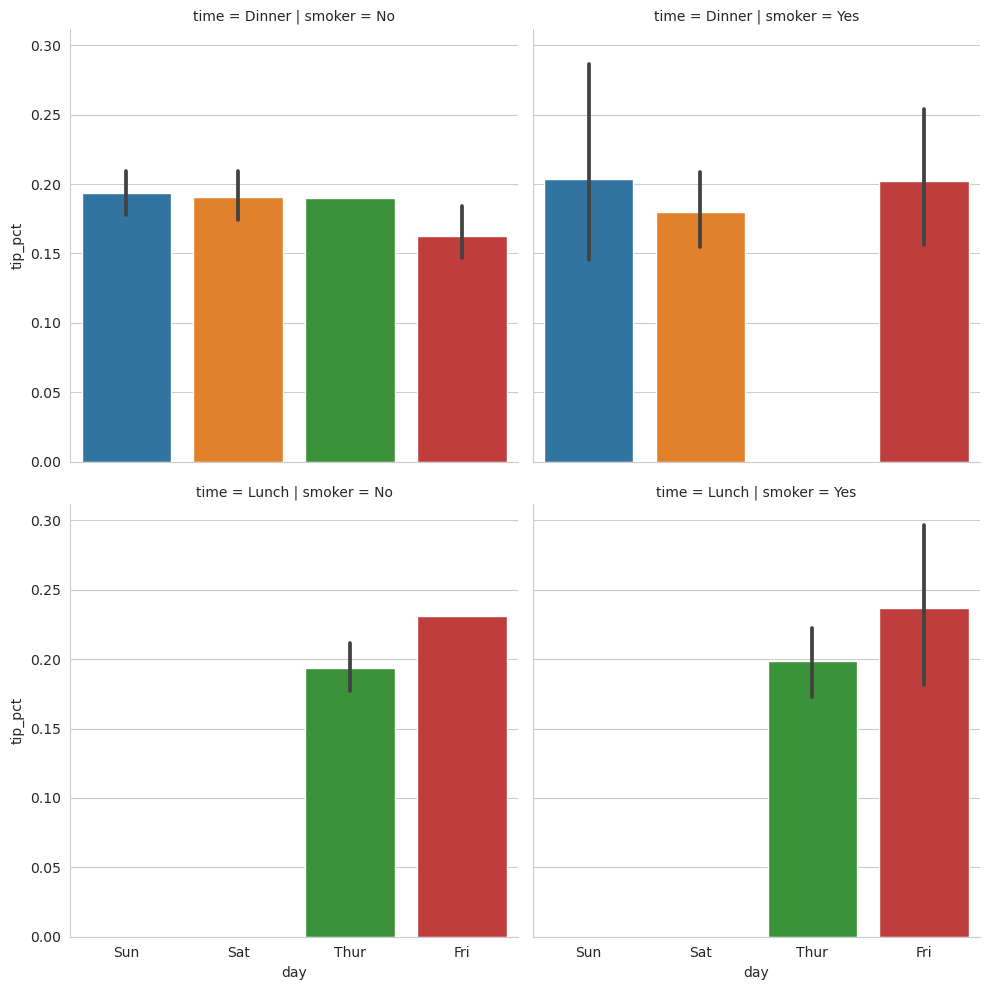 time = Dinner | smoker = No
time = Dinner | smoker = Yes
0.30
0.25
0.20
0.15
0.10
0.05
0.00
tip_pct
time = Lunch | smoker = No
time = Lunch | smoker = Yes
0.30
0.25
0.20
0.15
0.10
0.05
0.00
tip_pct
Sun Sat Thur Fri
Sun Sat Thur Fri
day
day